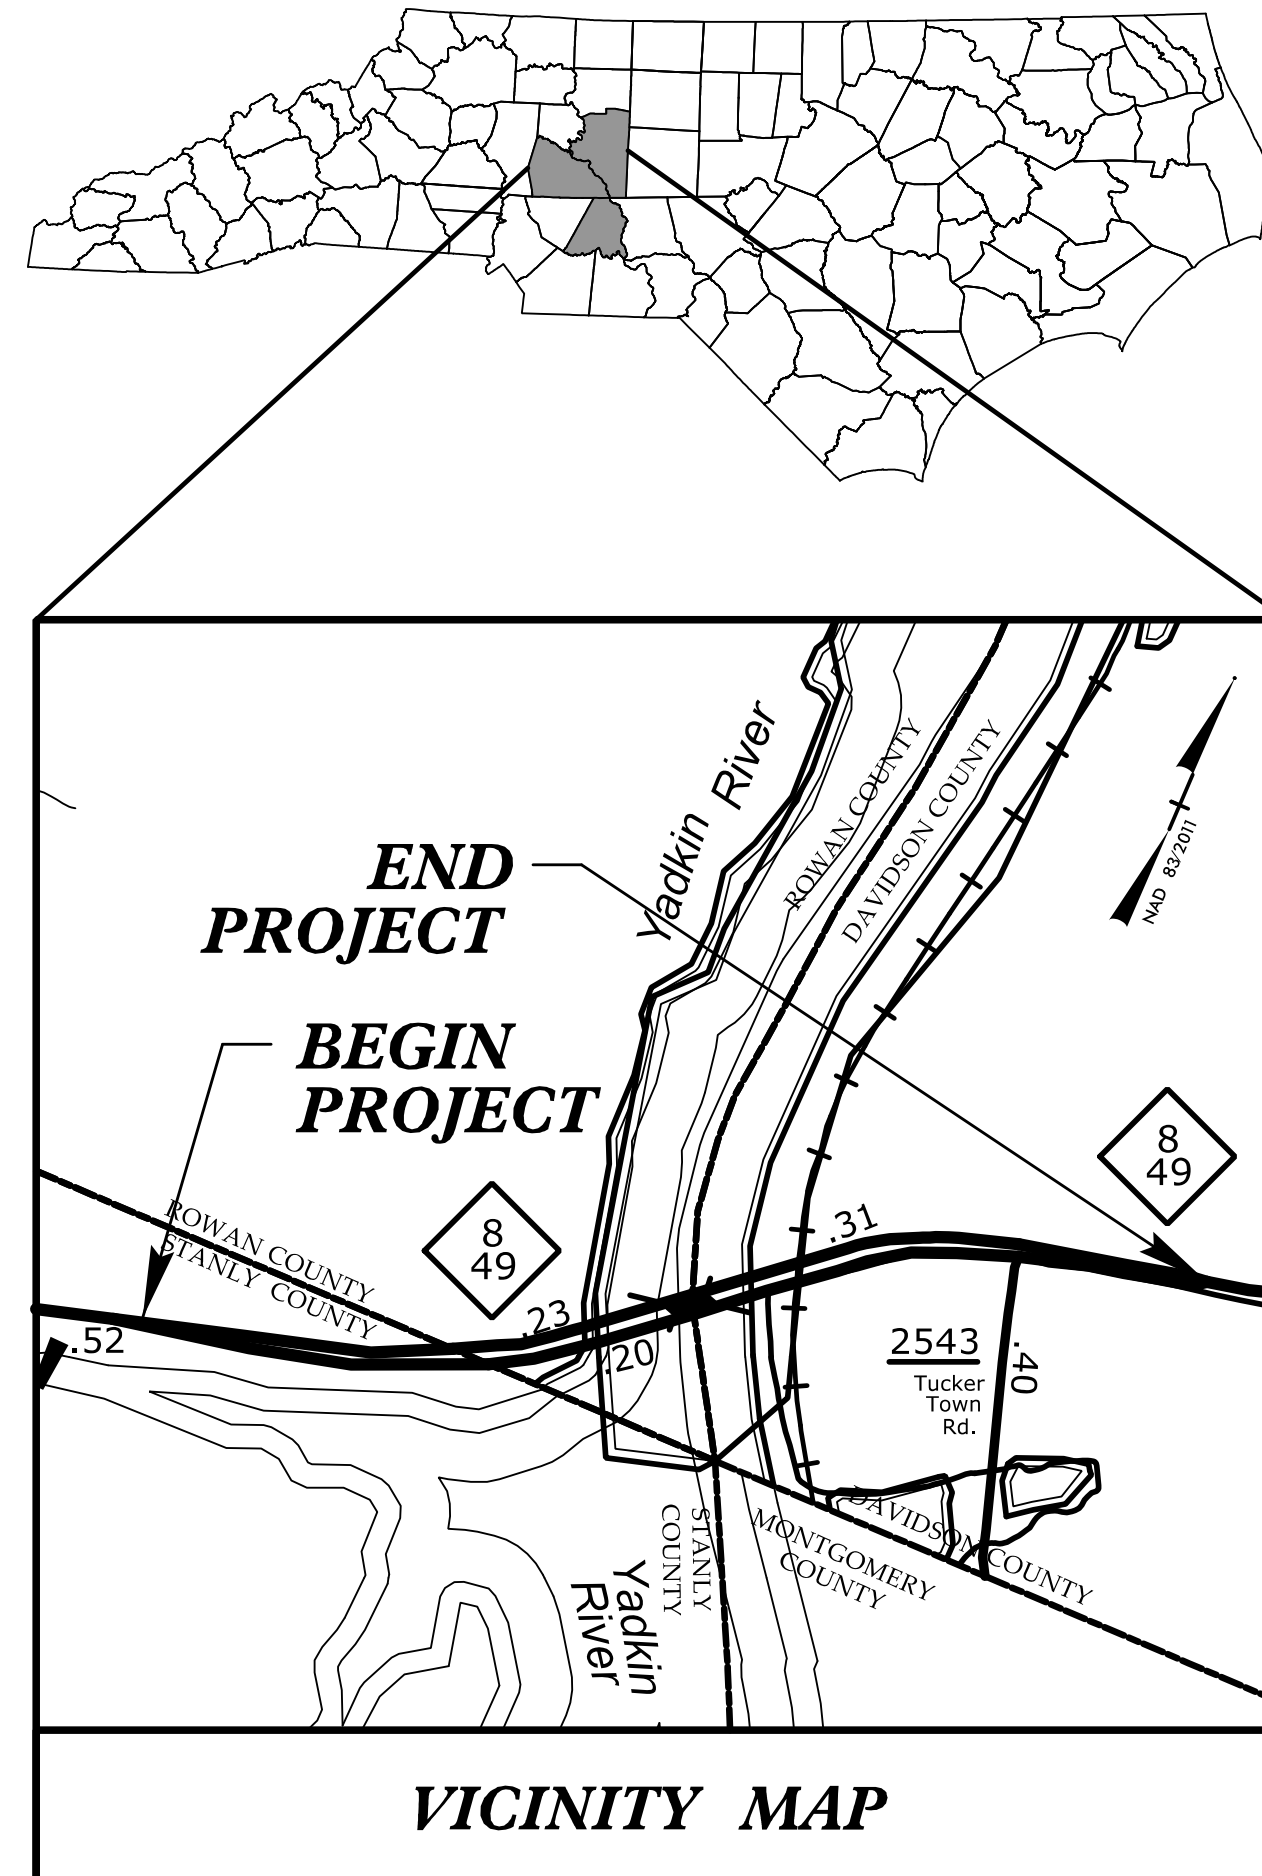 Yadkin River
ROWAN COUNTY
DAVIDSON COUNTY
NAD 83/2011
END
PROJECT
BEGIN
PROJECT
8
49
8
49
ROWAN COUNTY
STANLY COUNTY
.31
.23
.20
.52
2543
Tucker
Town
Rd.
.40
DAVIDSON COUNTY
MONTGOMERY
COUNTY
STANLY
COUNTY
Yadkin
River
VICINITY MAP